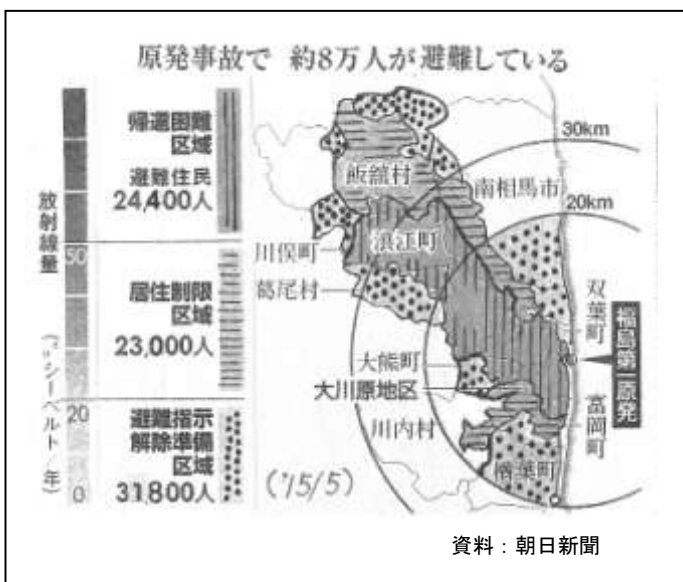 原発事故で 約8万人が避難している
放射線量
(ミリシーベルト/年)
50
20
0
帰還困難
区域
避難住民
24,400人
居住制限
区域
23,000人
避難指示
解除準備
区域
31,800人
('15/5)
30km
20km
飯舘村
南相馬市
川俣町
浪江町
葛尾村
双葉町
大熊町
福島第一原発
大川原地区
川内村
富岡町
楢葉町
資料：朝日新聞